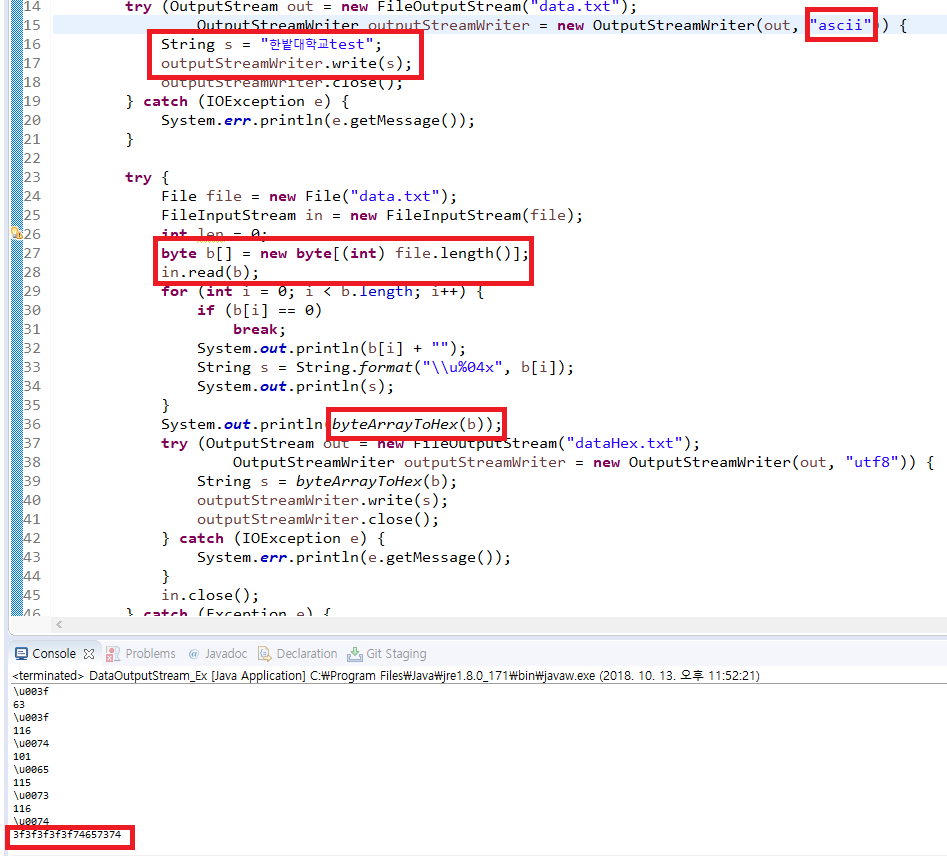 14 try (OutputStream out = new FileOutputStream("data.txt");
15 OutputStreamWriter outputStreamWriter = new OutputStreamWriter(out, "ascii")) {
16 String s = "한밭대학교test";
17 outputStreamWriter.write(s);
18 outputStreamWriter.close();
19 } catch (IOException e) {
20 System.err.println(e.getMessage());
21 }
22
23 try {
24 File file = new File("data.txt");
25 FileInputStream in = new FileInputStream(file);
26 int len = 0;
27 byte b[] = new byte[(int) file.length()];
28 in.read(b);
29 for (int i = 0; i < b.length; i++) {
30 if (b[i] == 0)
31 break;
32 System.out.println(b[i] + "");
33 String s = String.format("\\u%04x", b[i]);
34 System.out.println(s);
35 }
36 System.out.println(byteArrayToHex(b));
37 try (OutputStream out = new FileOutputStream("dataHex.txt");
38 OutputStreamWriter outputStreamWriter = new OutputStreamWriter(out, "utf8")) {
39 String s = byteArrayToHex(b);
40 outputStreamWriter.write(s);
41 outputStreamWriter.close();
42 } catch (IOException e) {
43 System.err.println(e.getMessage());
44 }
45 in.close();
46 } catch (Exception e) {
Console Problems @ Javadoc Declaration Git Staging
<terminated> DataOutputStream_Ex [Java Application] C:₩Program Files₩Java₩jre1.8.0_171₩bin₩javaw.exe (2018. 10. 13. 오후 11:52:21)
\u003f
63
\u003f
116
\u0074
101
\u0065
115
\u0073
116
\u0074
3f3f3f3f3f74657374